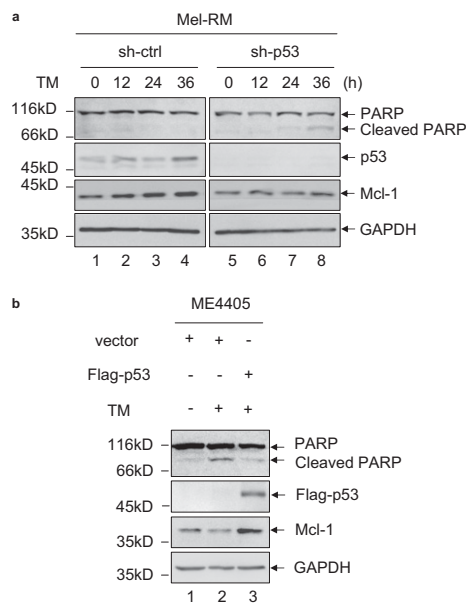 a
Mel-RM
sh-ctrl sh-p53
TM 0 12 24 36 0 12 24 36 (h)
116kD PARP
66kD Cleaved PARP
p53
45kD
45kD
Mcl-1
35kD GAPDH
1 2 3 4 5 6 7 8
b
ME4405
vector + + -
Flag-p53 - - +
TM - + +
116kD PARP
66kD Cleaved PARP
Flag-p53
45kD
Mcl-1
35kD
35kD GAPDH
1 2 3